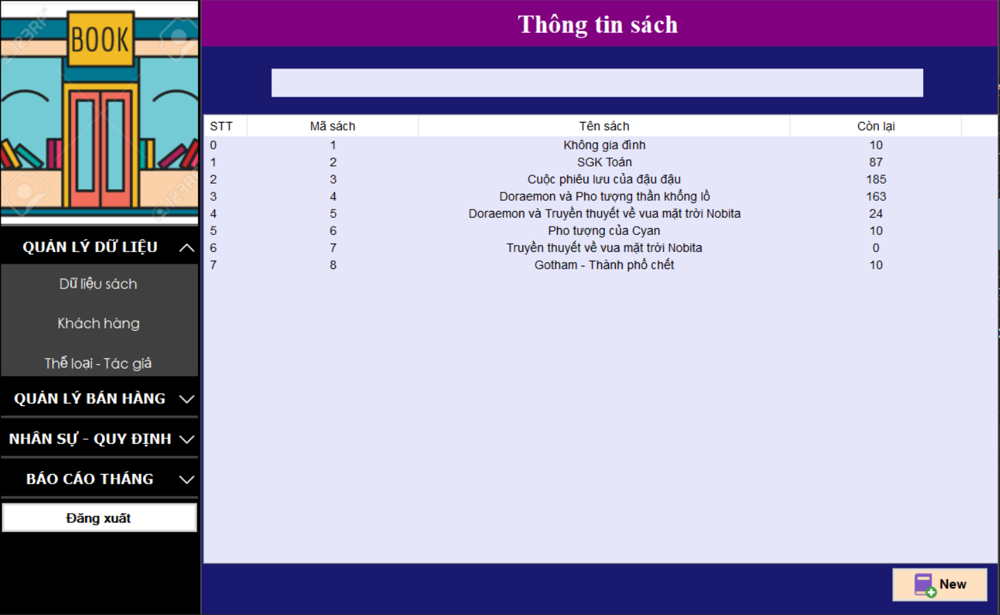 BOOK
QUẢN LÝ DỮ LIỆU
Dữ liệu sách
Khách hàng
Thể loại - Tác giả
QUẢN LÝ BÁN HÀNG
NHÂN SỰ - QUY ĐỊNH
BÁO CÁO THÁNG
Đăng xuất
Thông tin sách
STT Mã sách Tên sách Còn lại
0 1 Không gia đình 10
1 2 SGK Toán 87
2 3 Cuộc phiêu lưu của đậu đậu 185
3 4 Doraemon và Pho tượng thần khổng lồ 163
4 5 Doraemon và Truyền thuyết về vua mặt trời Nobita 24
5 6 Pho tượng của Cyan 10
6 7 Truyền thuyết về vua mặt trời Nobita 0
7 8 Gotham - Thành phố chết 10
New